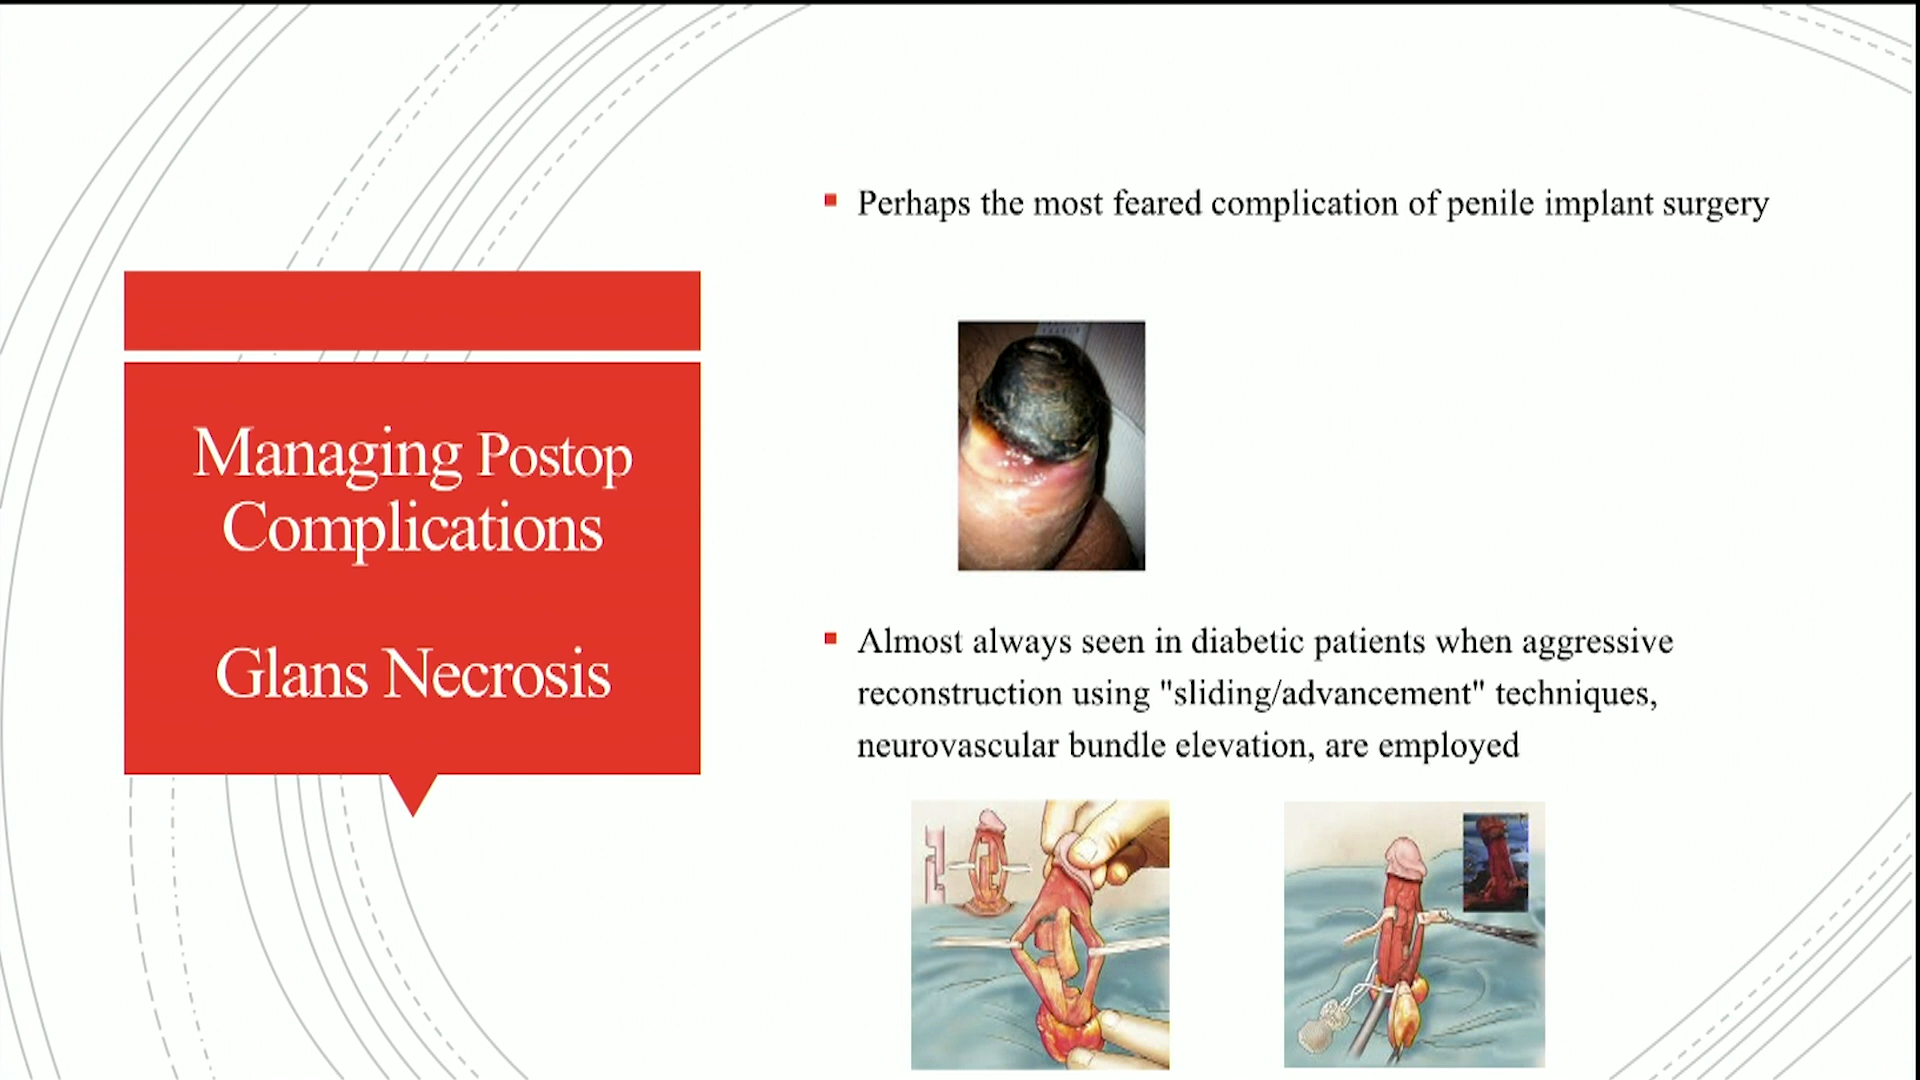 Managing Postop
Complications
Glans Necrosis
Perhaps the most feared complication of penile implant surgery
Almost always seen in diabetic patients when aggressive
reconstruction using "sliding/advancement" techniques,
neurovascular bundle elevation, are employed